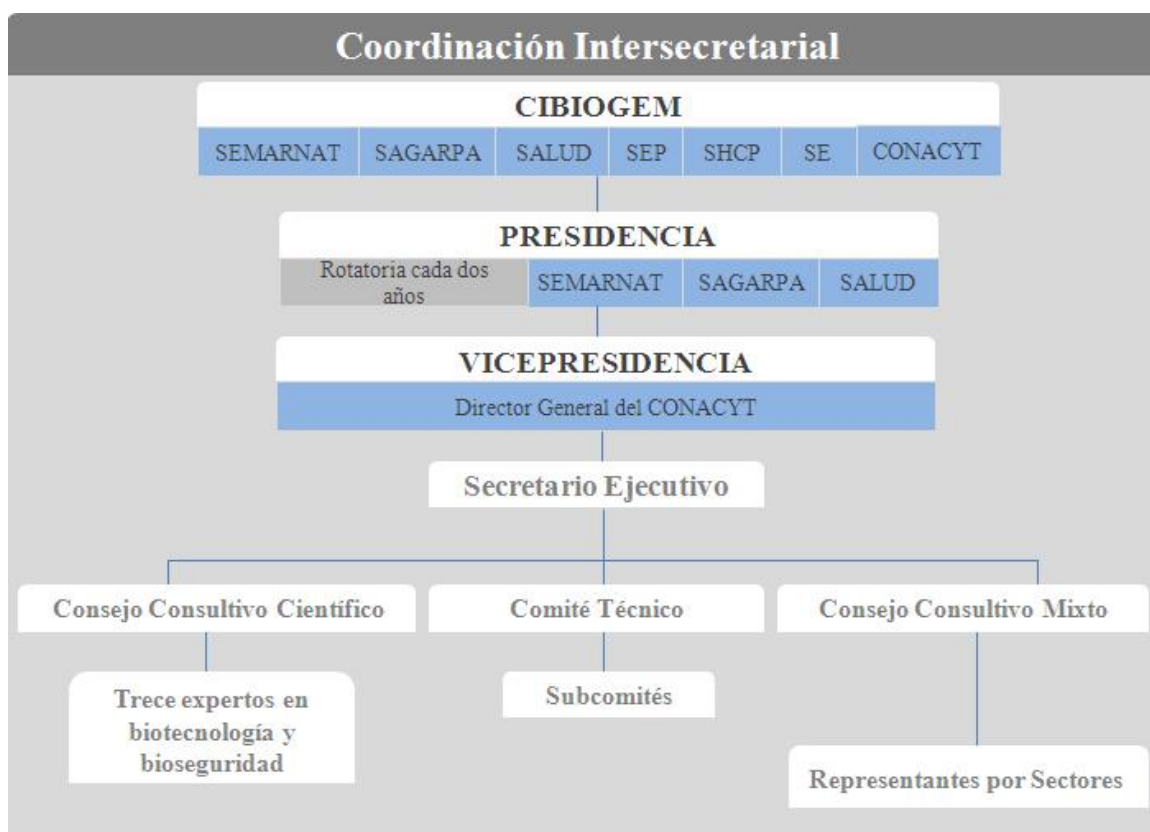 Coordinación Intersecretarial
CIBIOGEM
SEMARNAT SAGARPA SALUD SEP SHCP SE CONACYT
PRESIDENCIA
Rotatoria cada dos
años
SEMARNAT SAGARPA SALUD
VICEPRESIDENCIA
Director General del CONACYT
Secretario Ejecutivo
Consejo Consultivo Científico
Comité Técnico
Consejo Consultivo Mixto
Trece expertos en
biotecnología y
bioseguridad
Subcomités
Representantes por Sectores